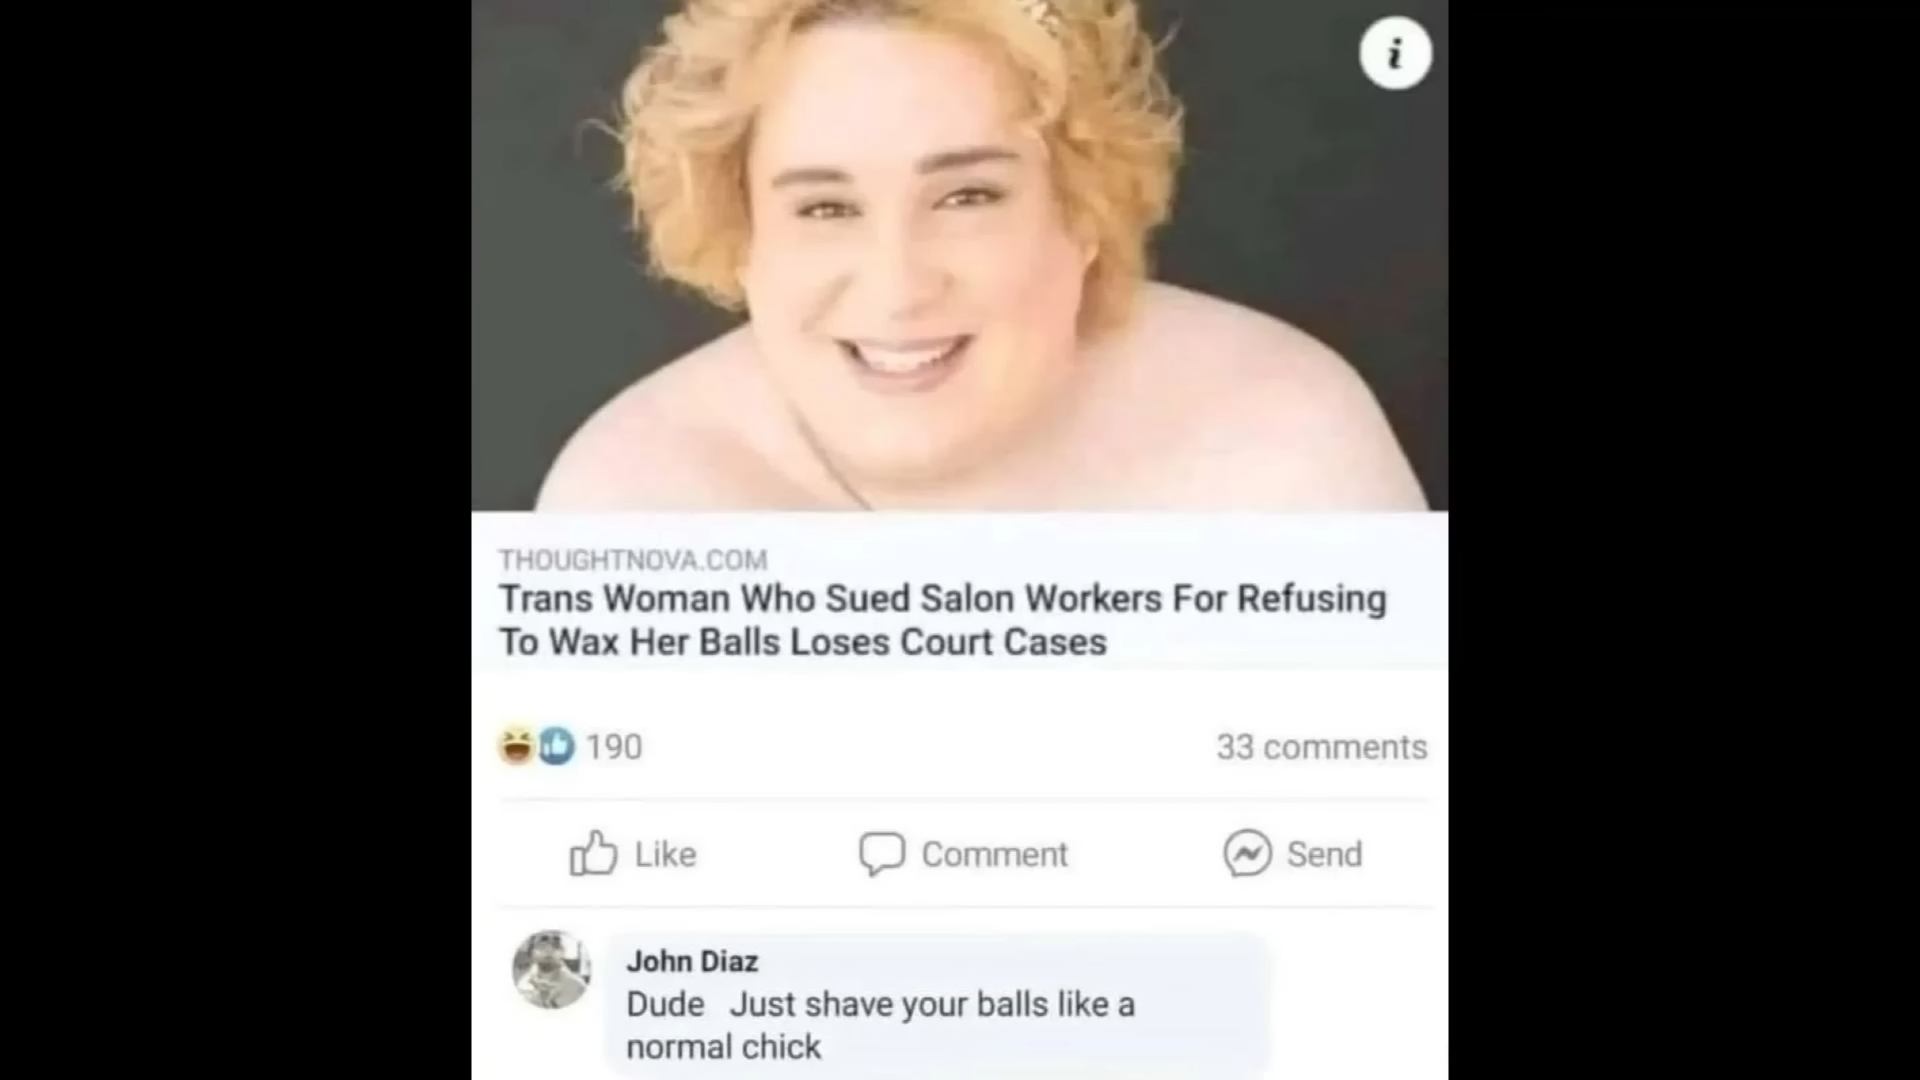 i
THOUGHTNOVA.COM
Trans Woman Who Sued Salon Workers For Refusing
To Wax Her Balls Loses Court Cases
190
33 comments
Like
Comment
Send
John Diaz
Dude Just shave your balls like a
normal chick